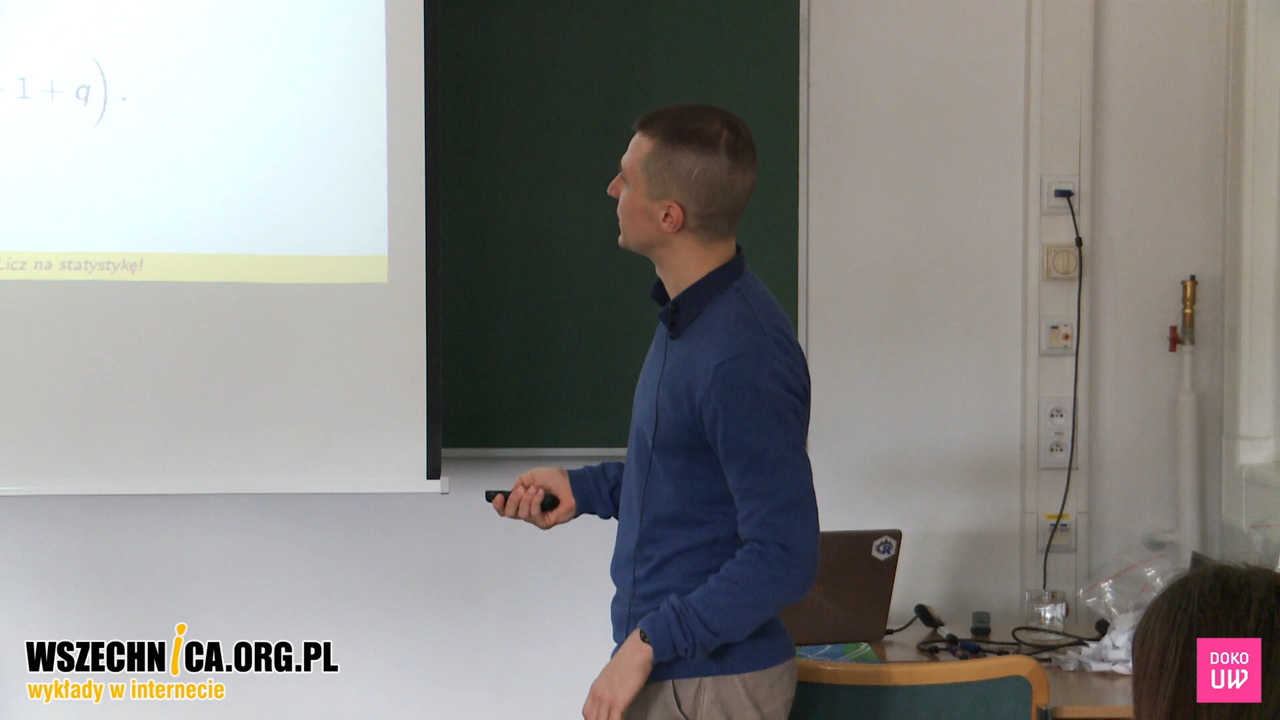 1 + q).
Licz na statystykę!
R
WSZECHNICA.ORG.PL
wykłady w internecie
DOKO
UW